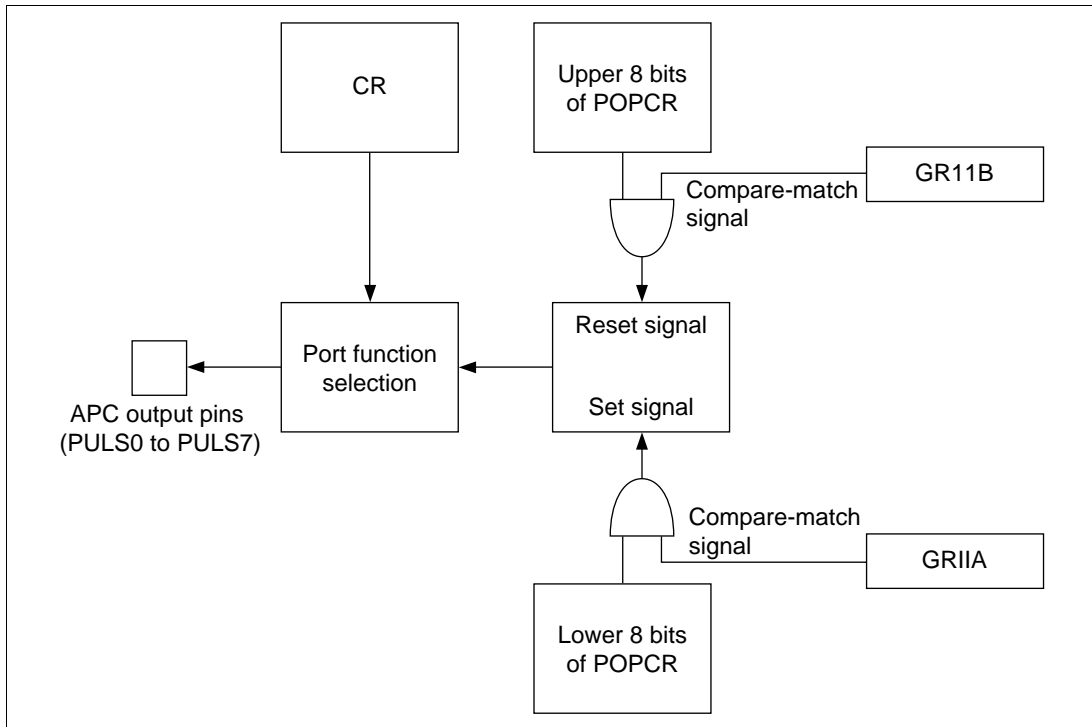 CR
Upper 8 bits
of POPCR
GR11B
Compare-match
signal
Reset signal
Port function
selection
Set signal
APC output pins
(PULS0 to PULS7)
Compare-match
signal
GRIIA
Lower 8 bits
of POPCR